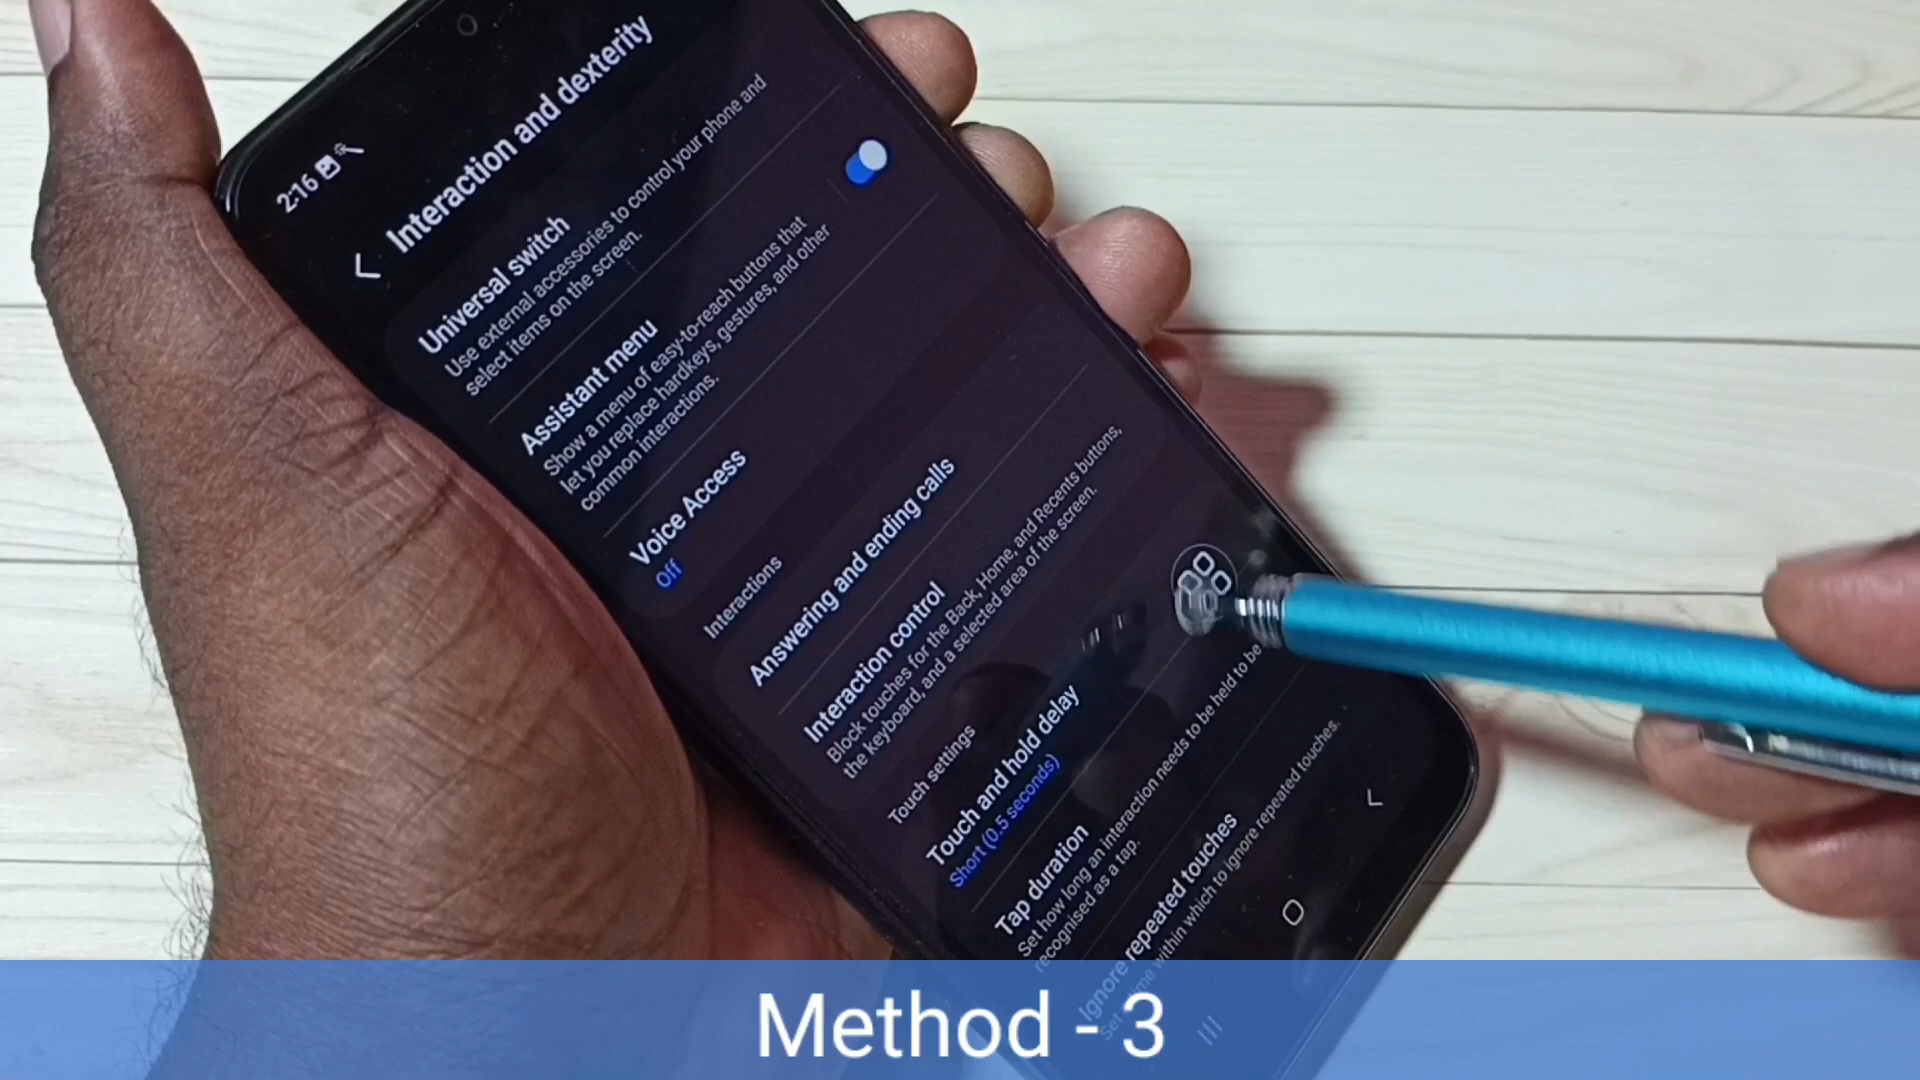 2:16
Interaction and dexterity
Universal switch
Use external accessories to control your phone and
select items on the screen.
Assistant menu
Show a menu of easy-to-reach buttons that
let you replace hardkeys, gestures, and other
common interactions.
Voice Access
Off
Interactions
Answering and ending calls
Interaction control
Block touches for the Back, Home, and Recents buttons,
the keyboard, and a selected area of the screen.
Touch settings
Touch and hold delay
Short (0.5 seconds)
Tap duration
Set how long an interaction needs to be held to be
recognised as a tap.
Ignore repeated touches
Set time within which to ignore repeated touches.
Method - 3